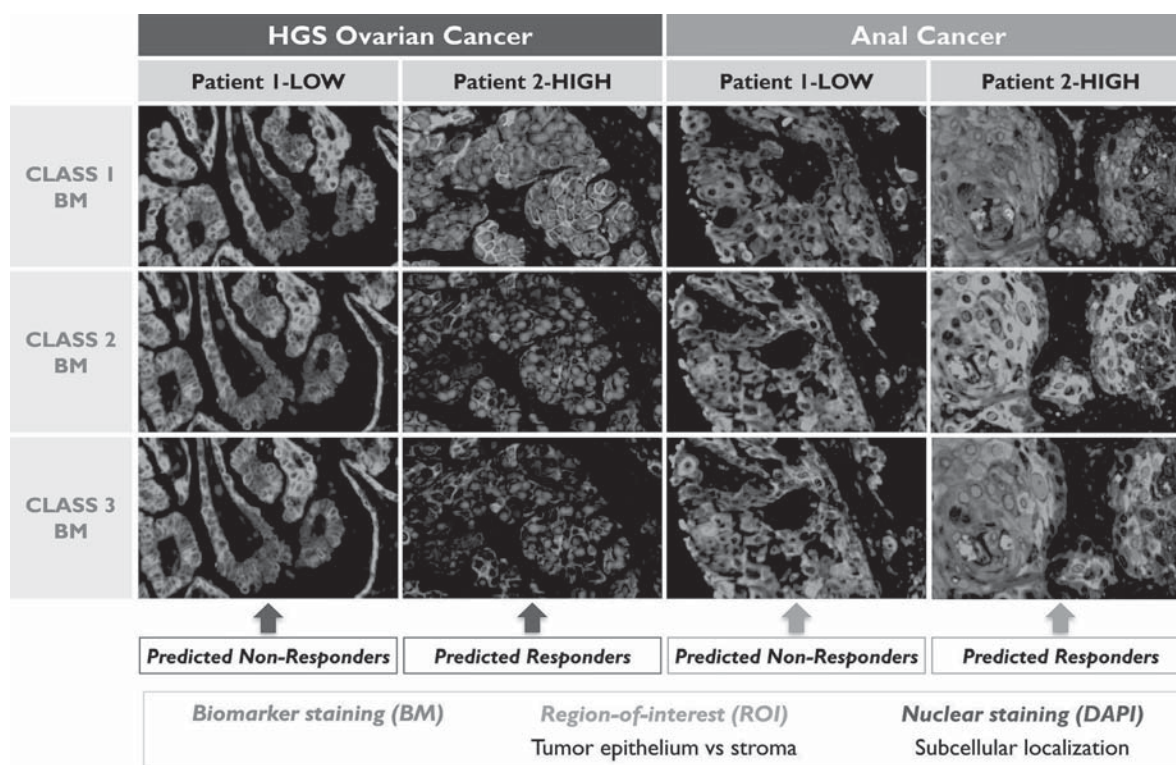 HGS Ovarian Cancer
Anal Cancer
Patient 1-LOW
Patient 2-HIGH
Patient 1-LOW
Patient 2-HIGH
CLASS 1
BM
CLASS 2
BM
CLASS 3
BM
Predicted Non-Responders
Predicted Responders
Predicted Non-Responders
Predicted Responders
Biomarker staining (BM)
Region-of-interest (ROI)
Nuclear staining (DAPI)
Tumor epithelium vs stroma
Subcellular localization